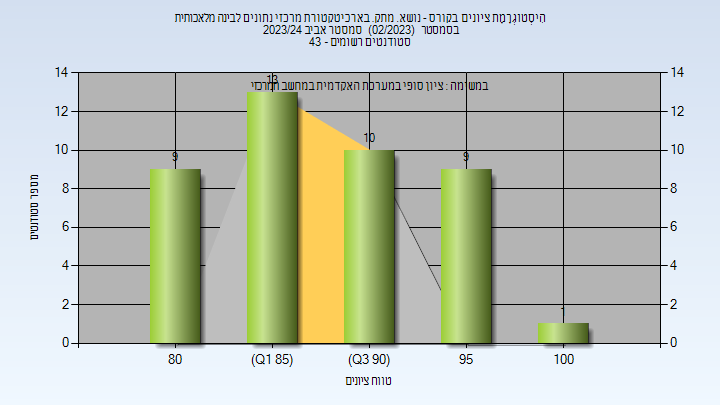 הִיסְטוֹגְרָמַת ציונים בקורס - נושא. מתק. בארכיטקטורת מרכזי נתונים לבינה מלאכותית
בסמסטר (02/2023) סמסטר אביב 2023/24
סטודנטים רשומים - 43
במשימה : ציון סופי במערכת האקדמית במחשב המרכזי
מספר סטודנטים
14 14
12 12
10 10
8 8
6 6
4 4
2 2
0 0
9 13 10 9 1
80 (Q1 85) (Q3 90) 95 100
טווח ציונים